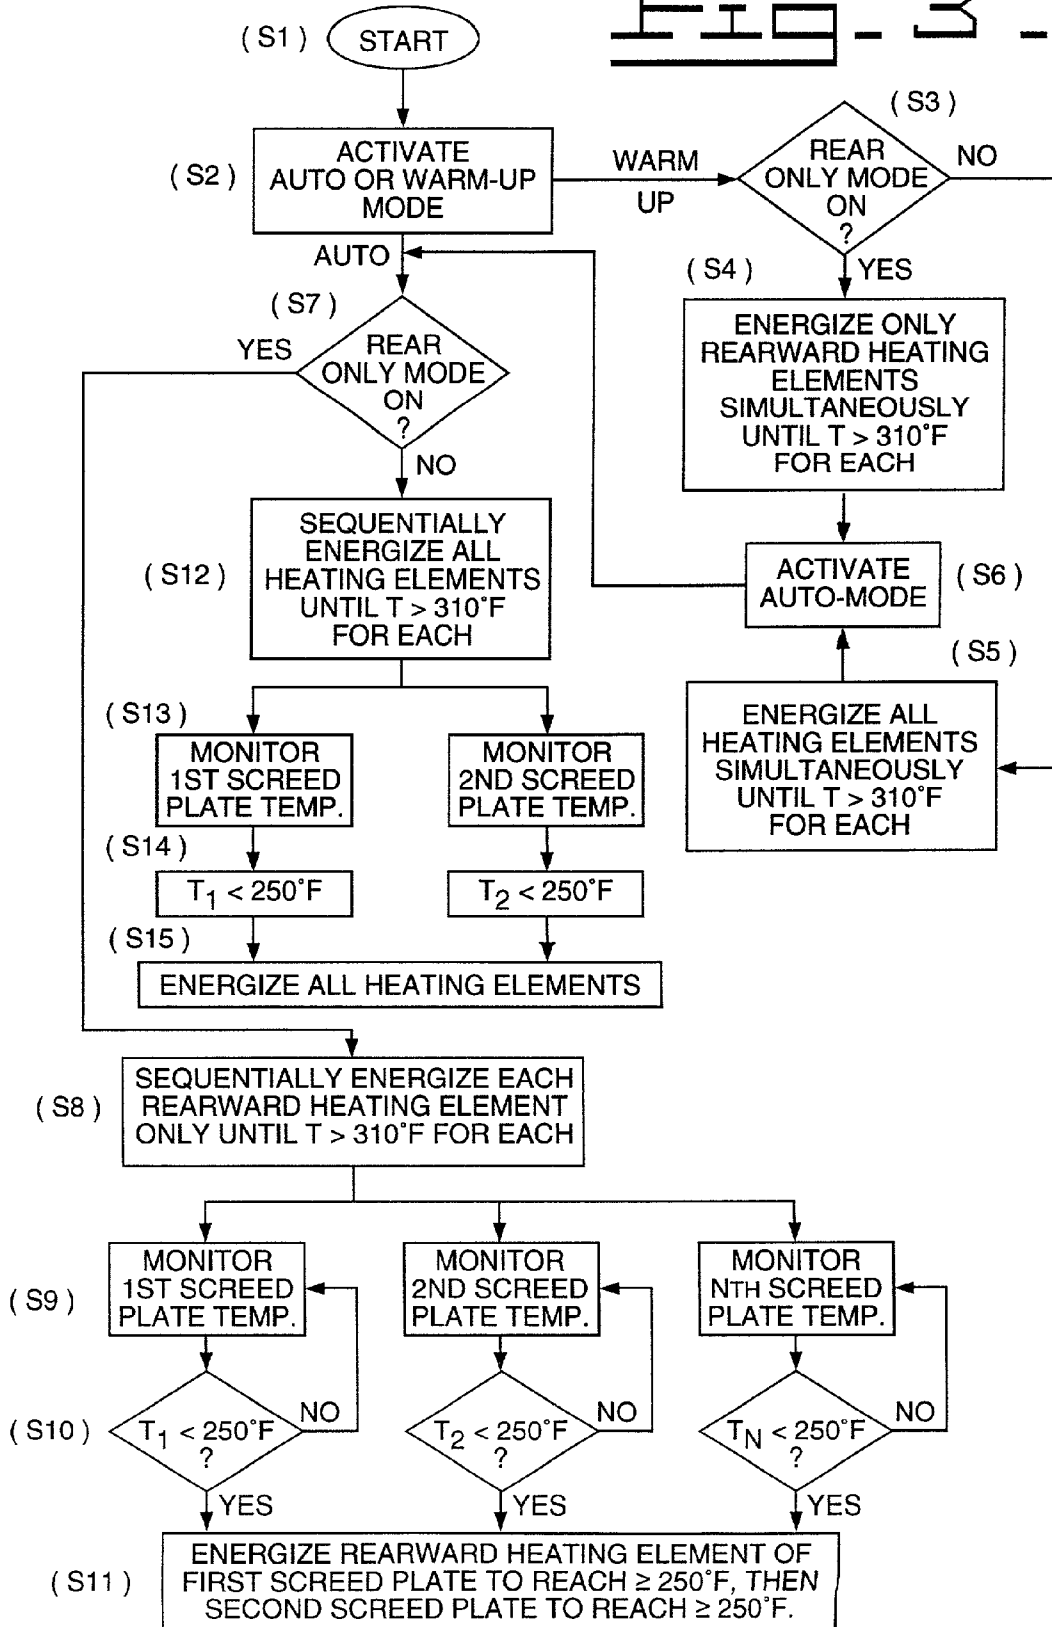 FIG. 3.
(S1)
START
(S2)
ACTIVATE
AUTO OR WARM-UP
MODE
WARM
UP
(S3)
REAR
ONLY MODE
ON
?
NO
YES
(S4)
ENERGIZE ONLY
REARWARD HEATING
ELEMENTS
SIMULTANEOUSLY
UNTIL T > 310°F
FOR EACH
ACTIVATE
AUTO-MODE
(S6)
(S5)
ENERGIZE ALL
HEATING ELEMENTS
SIMULTANEOUSLY
UNTIL T > 310°F
FOR EACH
AUTO
(S7)
REAR
ONLY MODE
ON
?
YES
NO
(S12)
SEQUENTIALLY
ENERGIZE ALL
HEATING ELEMENTS
UNTIL T > 310°F
FOR EACH
(S13)
MONITOR
1ST SCREED
PLATE TEMP.
MONITOR
2ND SCREED
PLATE TEMP.
(S14)
T1 < 250°F
T2 < 250°F
(S15)
ENERGIZE ALL HEATING ELEMENTS
(S8)
SEQUENTIALLY ENERGIZE EACH
REARWARD HEATING ELEMENT
ONLY UNTIL T > 310°F FOR EACH
(S9)
MONITOR
1ST SCREED
PLATE TEMP.
MONITOR
2ND SCREED
PLATE TEMP.
MONITOR
NTH SCREED
PLATE TEMP.
(S10)
T1 < 250°F
?
NO
T2 < 250°F
?
NO
TN < 250°F
?
NO
YES
YES
YES
(S11)
ENERGIZE REARWARD HEATING ELEMENT OF
FIRST SCREED PLATE TO REACH ≥ 250°F, THEN
SECOND SCREED PLATE TO REACH ≥ 250°F.